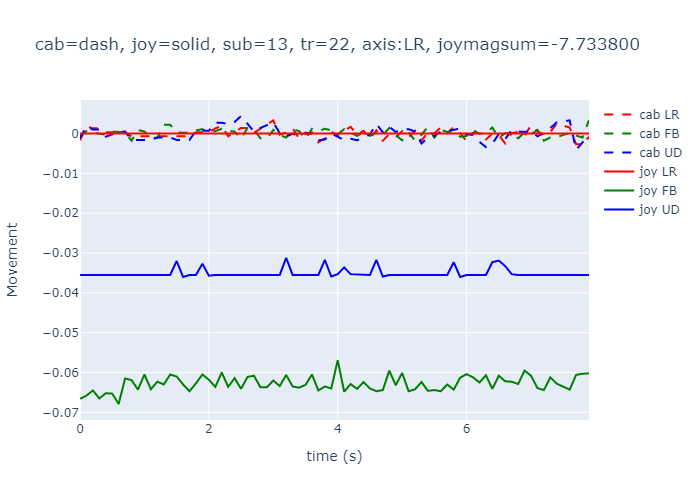 cab=dash, joy=solid, sub=13, tr=22, axis:LR, joymagsum=-7.733800
cab LR
cab FB
cab UD
joy LR
joy FB
joy UD
Movement
0
−0.01
−0.02
−0.03
−0.04
−0.05
−0.06
−0.07
0 2 4 6
time (s)